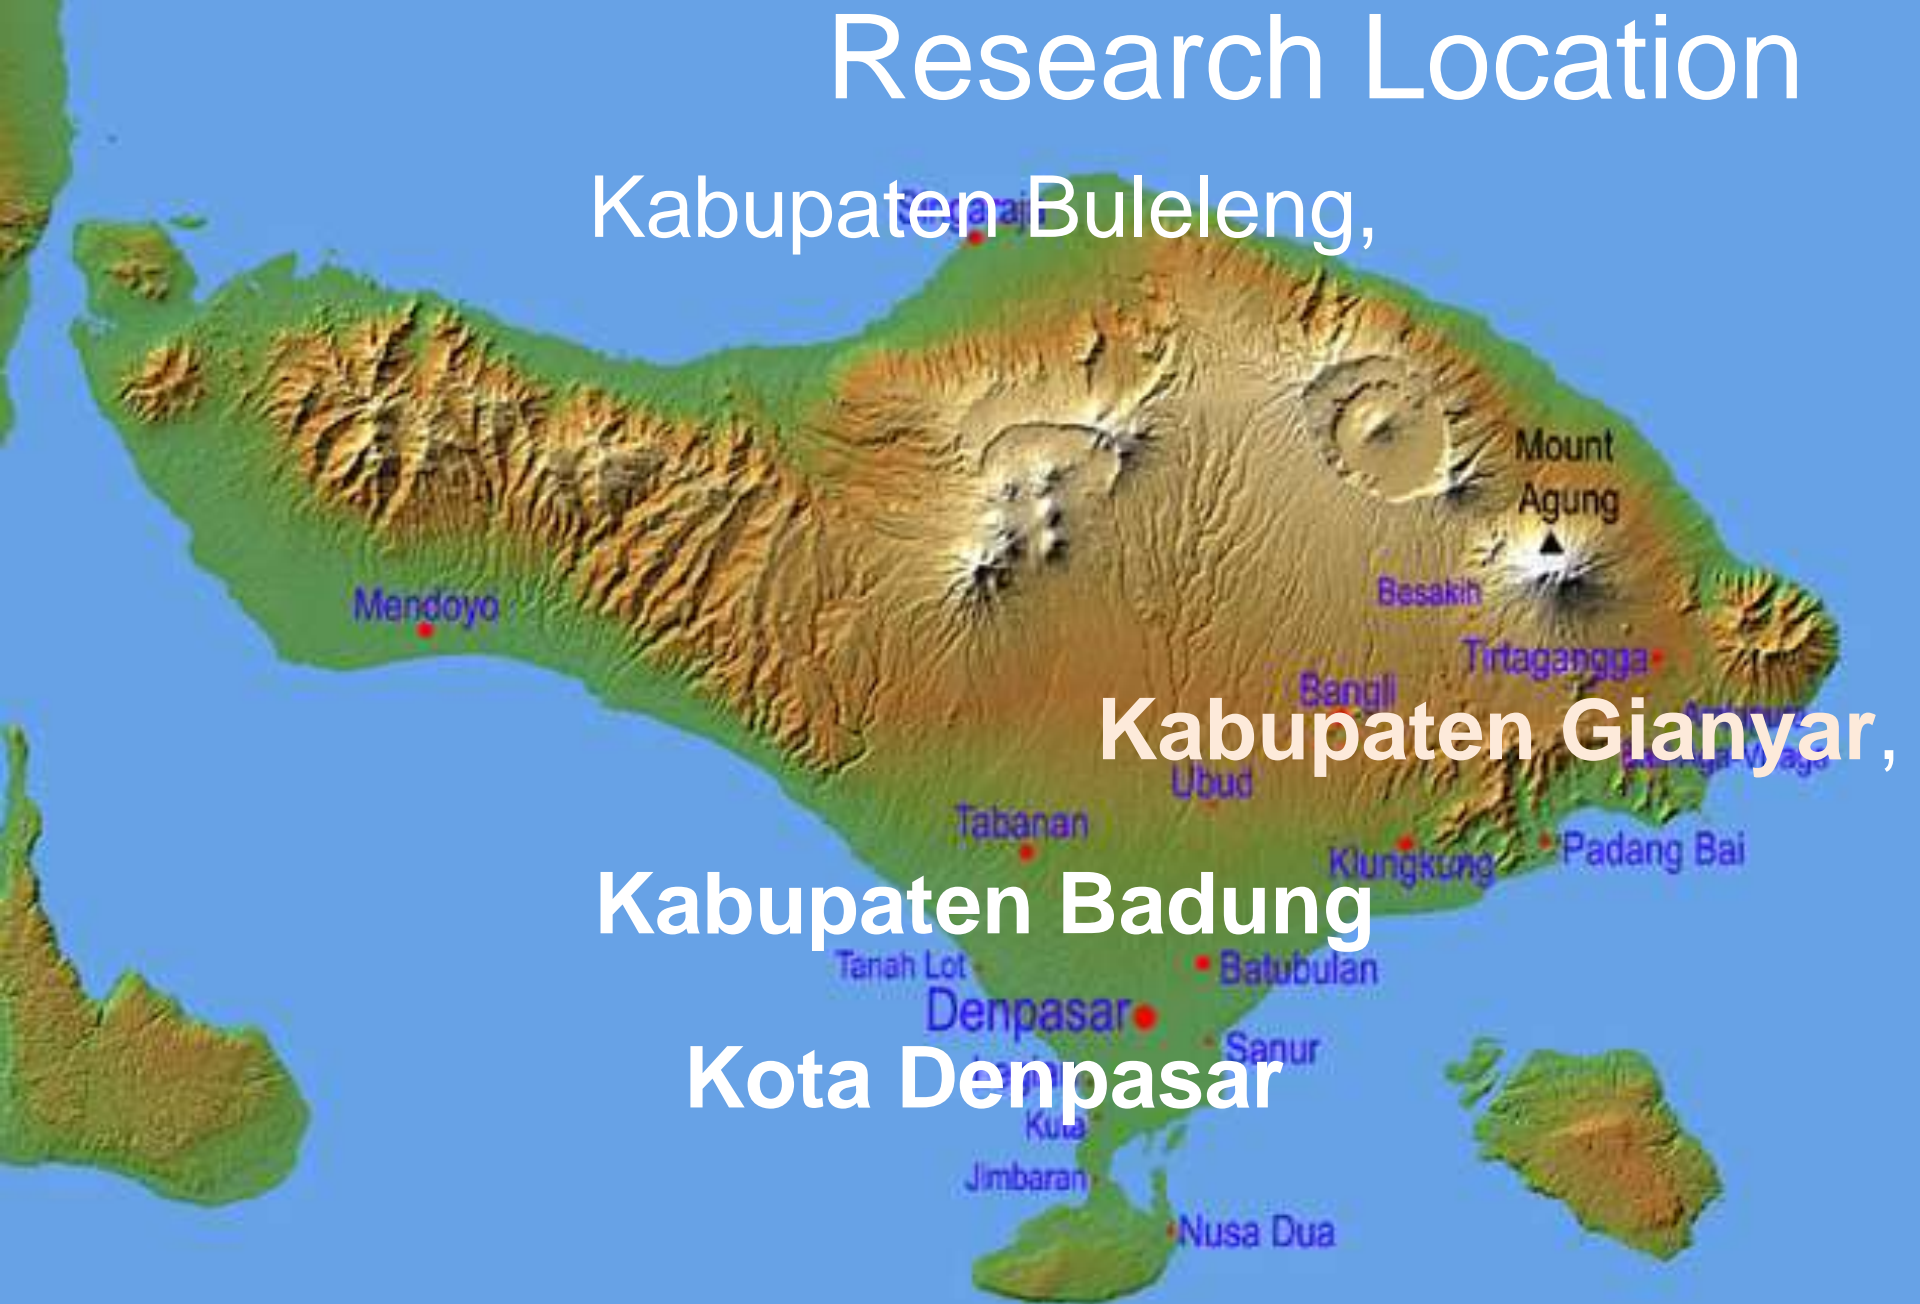 Research Location
Kabupaten Buleleng,
Singaraja
Mount
Agung
Besakih
Mendoyo
Tirtagangga
Bangli
Kabupaten Gianyar,
Ubud
Tabanan
Klungkung
Padang Bai
Kabupaten Badung
Tanah Lot
Batubulan
Denpasar
Sanur
Kota Denpasar
Kuta
Jimbaran
Nusa Dua